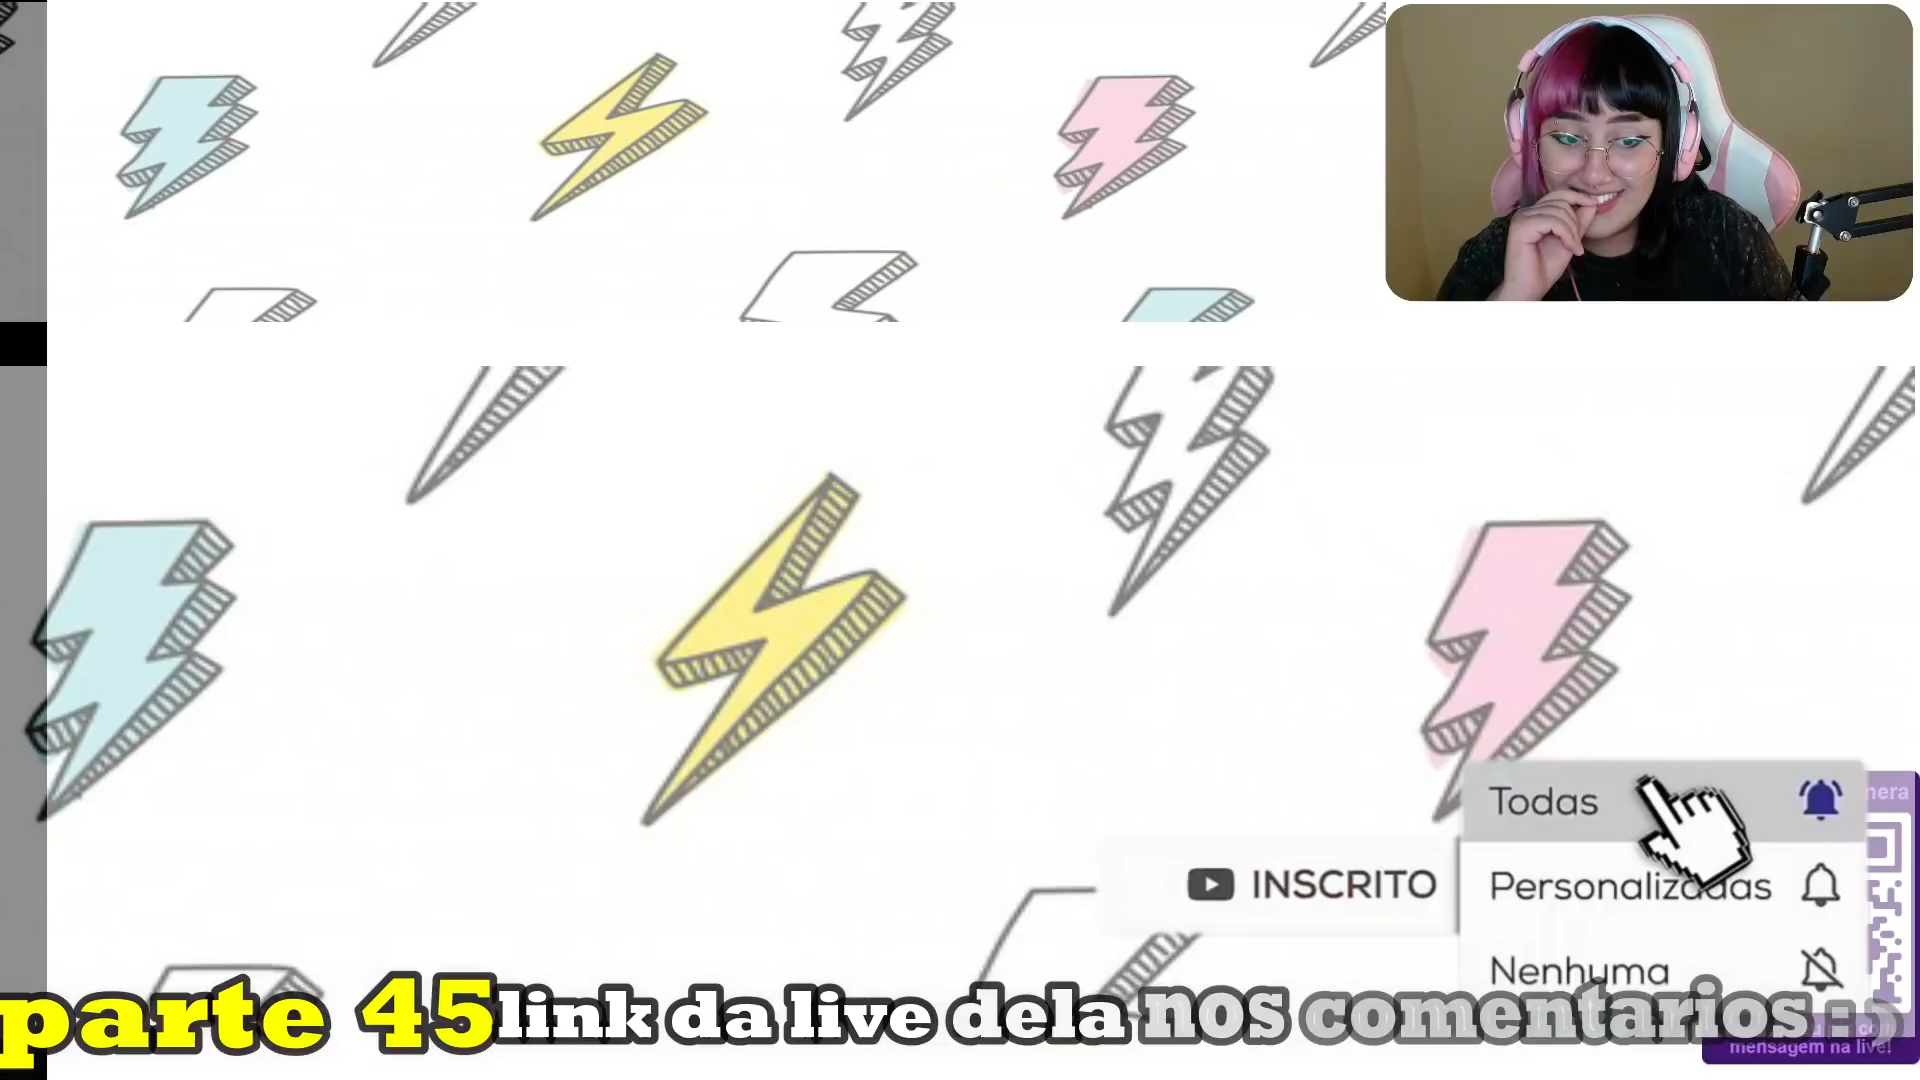 Todas
INSCRITO
Personalizadas
Nenhuma
parte 45 link da live dela nos comentarios :)
mensagem na live!